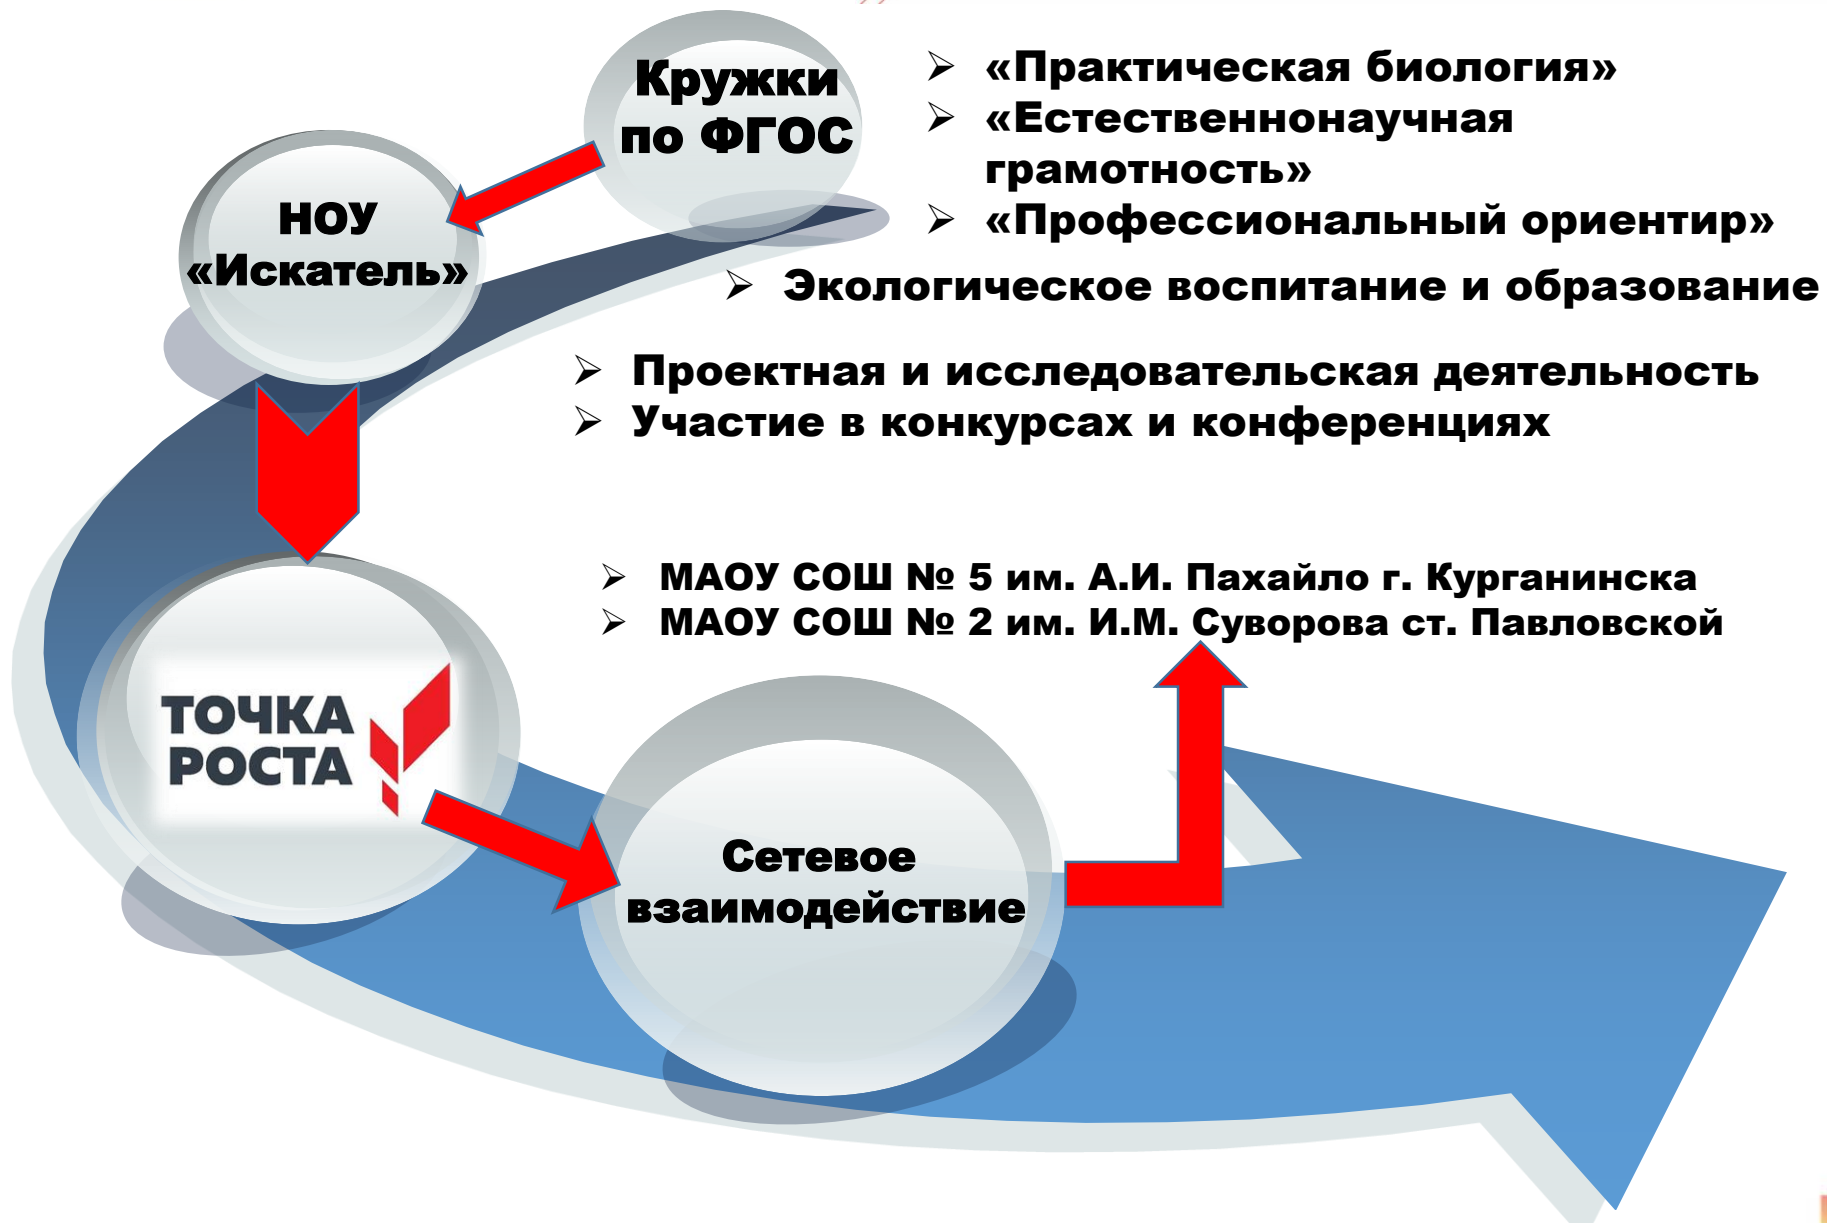 Кружки
по ФГОС
«Практическая биология»
«Естественнонаучная
грамотность»
«Профессиональный ориентир»
НОУ
«Искатель»
Экологическое воспитание и образование
Проектная и исследовательская деятельность
Участие в конкурсах и конференциях
МАОУ СОШ № 5 им. А.И. Пахайло г. Курганинска
МАОУ СОШ № 2 им. И.М. Суворова ст. Павловской
ТОЧКА
РОСТА
Сетевое
взаимодействие